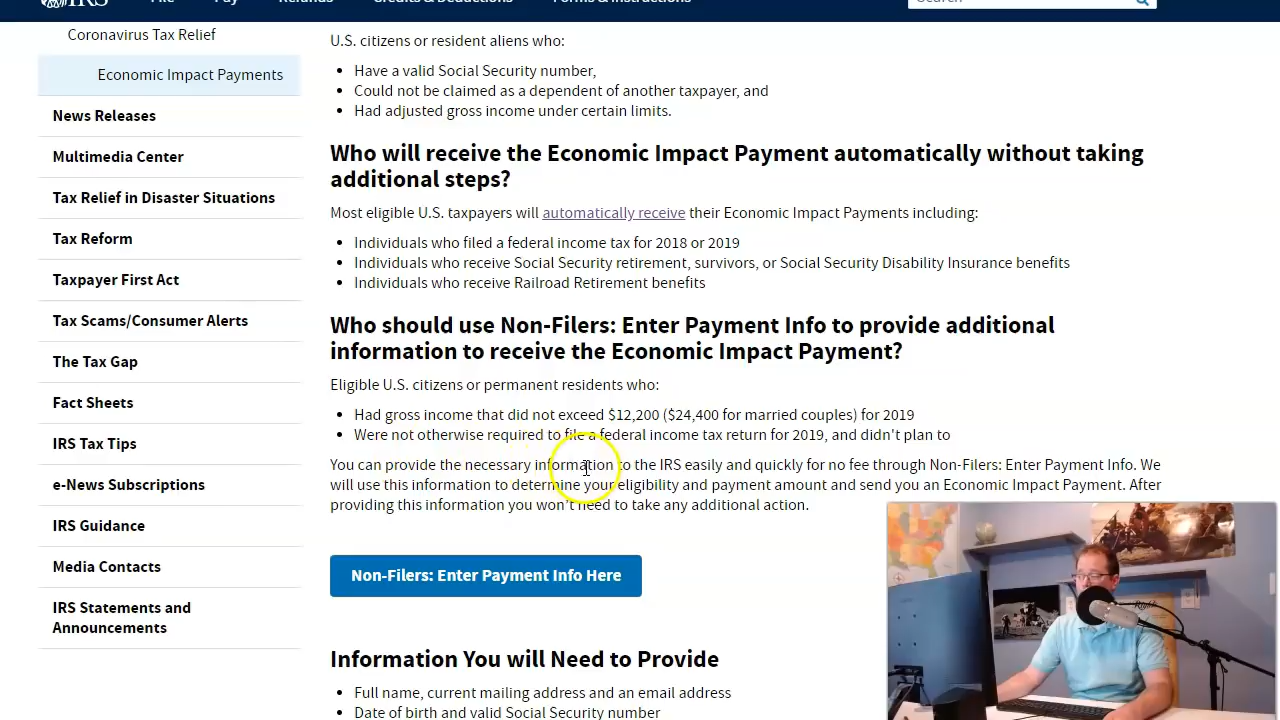 IRS File Pay Refunds Credits & Deductions Forms & Instructions Search
Coronavirus Tax Relief
Economic Impact Payments
News Releases
Multimedia Center
Tax Relief in Disaster Situations
Tax Reform
Taxpayer First Act
Tax Scams/Consumer Alerts
The Tax Gap
Fact Sheets
IRS Tax Tips
e-News Subscriptions
IRS Guidance
Media Contacts
IRS Statements and
Announcements
U.S. citizens or resident aliens who:
• Have a valid Social Security number,
• Could not be claimed as a dependent of another taxpayer, and
• Had adjusted gross income under certain limits.
Who will receive the Economic Impact Payment automatically without taking
additional steps?
Most eligible U.S. taxpayers will automatically receive their Economic Impact Payments including:
• Individuals who filed a federal income tax for 2018 or 2019
• Individuals who receive Social Security retirement, survivors, or Social Security Disability Insurance benefits
• Individuals who receive Railroad Retirement benefits
Who should use Non-Filers: Enter Payment Info to provide additional
information to receive the Economic Impact Payment?
Eligible U.S. citizens or permanent residents who:
• Had gross income that did not exceed $12,200 ($24,400 for married couples) for 2019
• Were not otherwise required to file a federal income tax return for 2019, and didn't plan to
You can provide the necessary information to the IRS easily and quickly for no fee through Non-Filers: Enter Payment Info. We
will use this information to determine your eligibility and payment amount and send you an Economic Impact Payment. After
providing this information you won't need to take any additional action.
Non-Filers: Enter Payment Info Here
Information You will Need to Provide
• Full name, current mailing address and an email address
• Date of birth and valid Social Security number